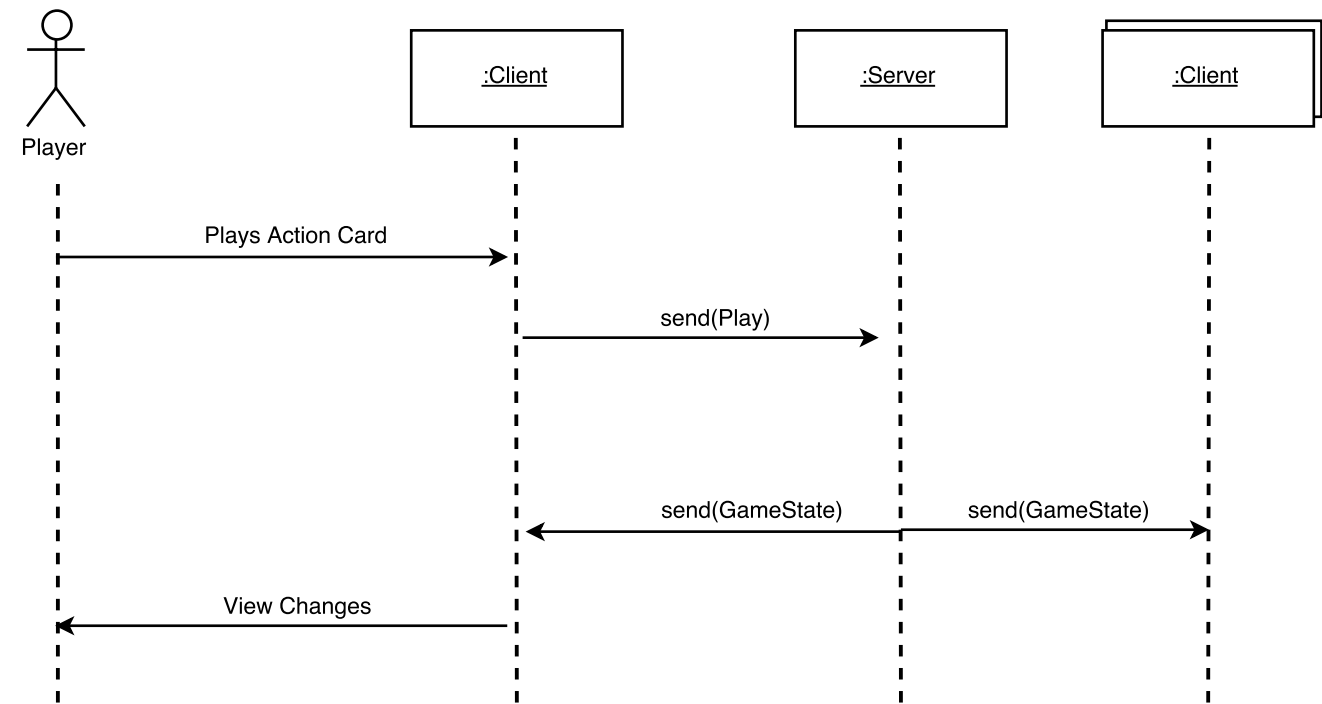 :Client
:Server
:Client
Player
Plays Action Card
send(Play)
send(GameState)
send(GameState)
View Changes